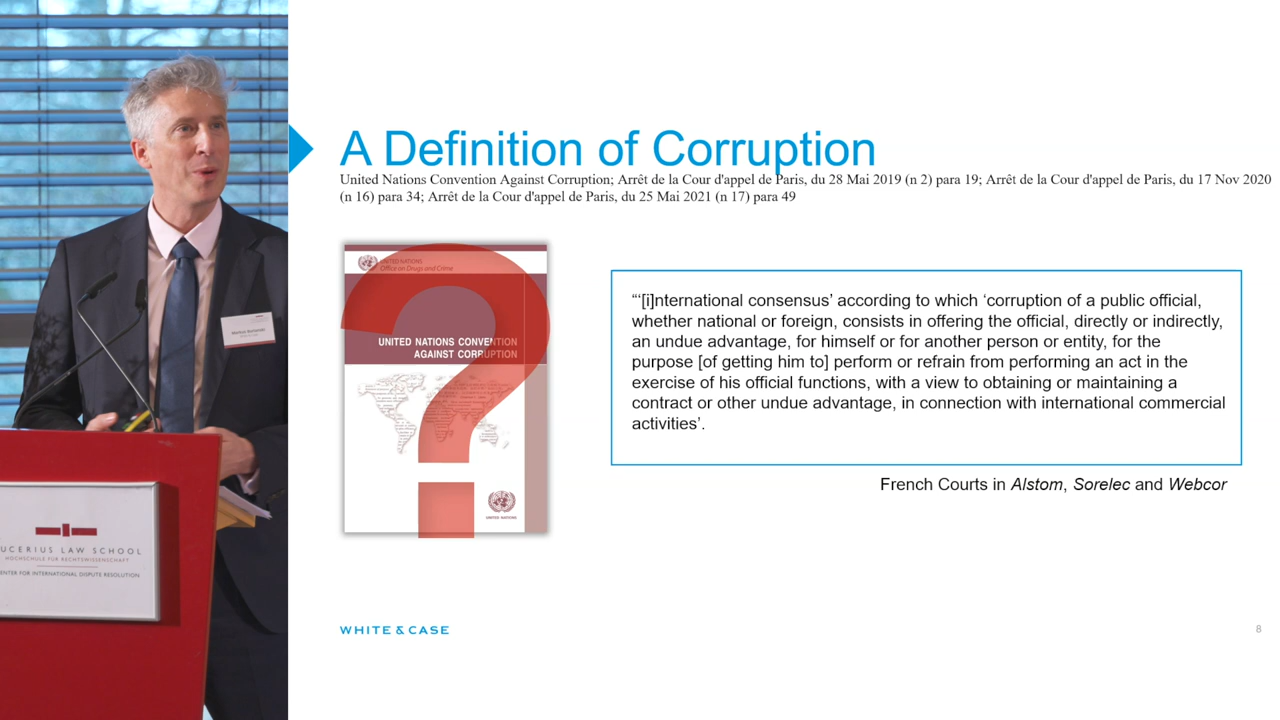 A Definition of Corruption
United Nations Convention Against Corruption; Arrêt de la Cour d'appel de Paris, du 28 Mai 2019 (n 2) para 19; Arrêt de la Cour d'appel de Paris, du 17 Nov 2020
(n 16) para 34; Arrêt de la Cour d'appel de Paris, du 25 Mai 2021 (n 17) para 49
UNITED NATIONS
Office on Drugs and Crime
UNITED NATIONS CONVENTION
AGAINST CORRUPTION
UNITED NATIONS
“‘[i]nternational consensus’ according to which ‘corruption of a public official,
whether national or foreign, consists in offering the official, directly or indirectly,
an undue advantage, for himself or for another person or entity, for the
purpose [of getting him to] perform or refrain from performing an act in the
exercise of his official functions, with a view to obtaining or maintaining a
contract or other undue advantage, in connection with international commercial
activities’.
French Courts in Alstom, Sorelec and Webcor
WHITE & CASE
8
UCERIUS LAW SCHOOL
HOCHSCHULE FÜR RECHTSWISSENSCHAFT
ENTER FOR INTERNATIONAL DISPUTE RESOLUTION